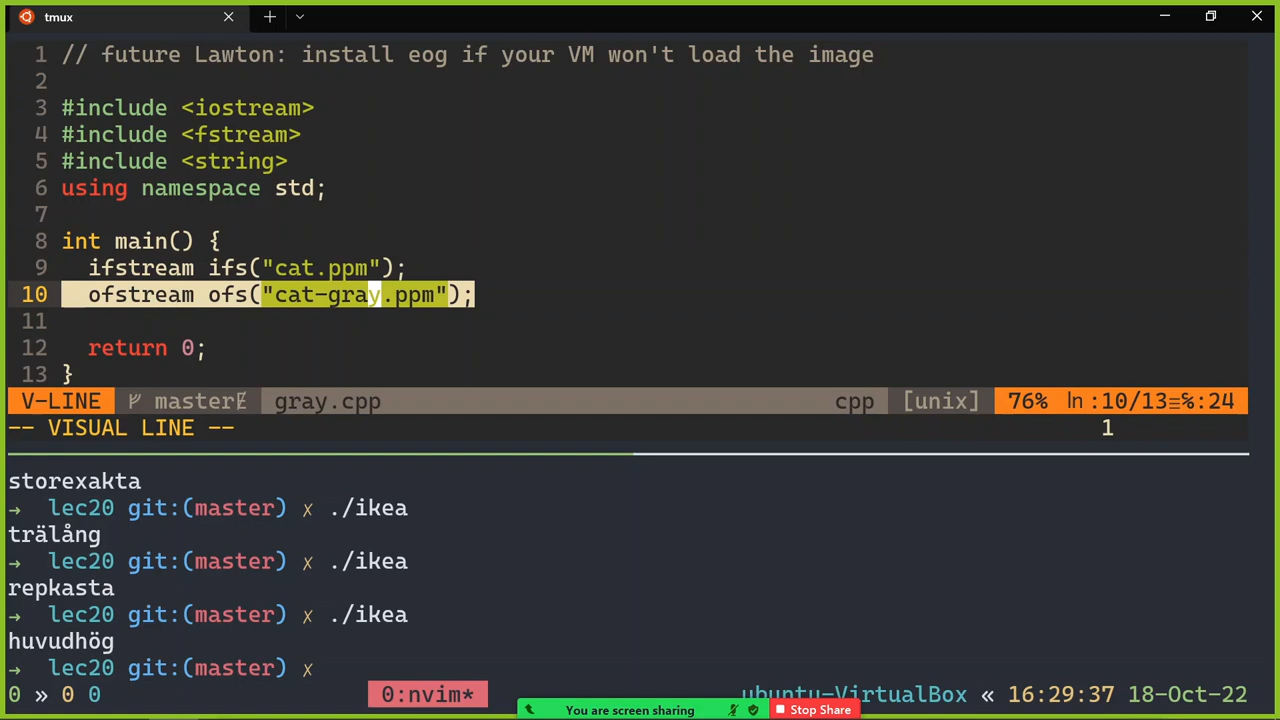 tmux
1 // future Lawton: install eog if your VM won't load the image
2
3 #include <iostream>
4 #include <fstream>
5 #include <string>
6 using namespace std;
7
8 int main() {
9 ifstream ifs("cat.ppm");
10 ofstream ofs("cat-gray.ppm");
11
12 return 0;
13 }
V-LINE master gray.cpp cpp [unix] 76% ln :10/13≡℅:24
-- VISUAL LINE -- 1
storexakta
→ lec20 git:(master) ✗ ./ikea
trälång
→ lec20 git:(master) ✗ ./ikea
repkasta
→ lec20 git:(master) ✗ ./ikea
huvudhög
→ lec20 git:(master) ✗
0 » 0 0 0:nvim* ubuntu-VirtualBox « 16:29:37 18-Oct-22
You are screen sharing Stop Share